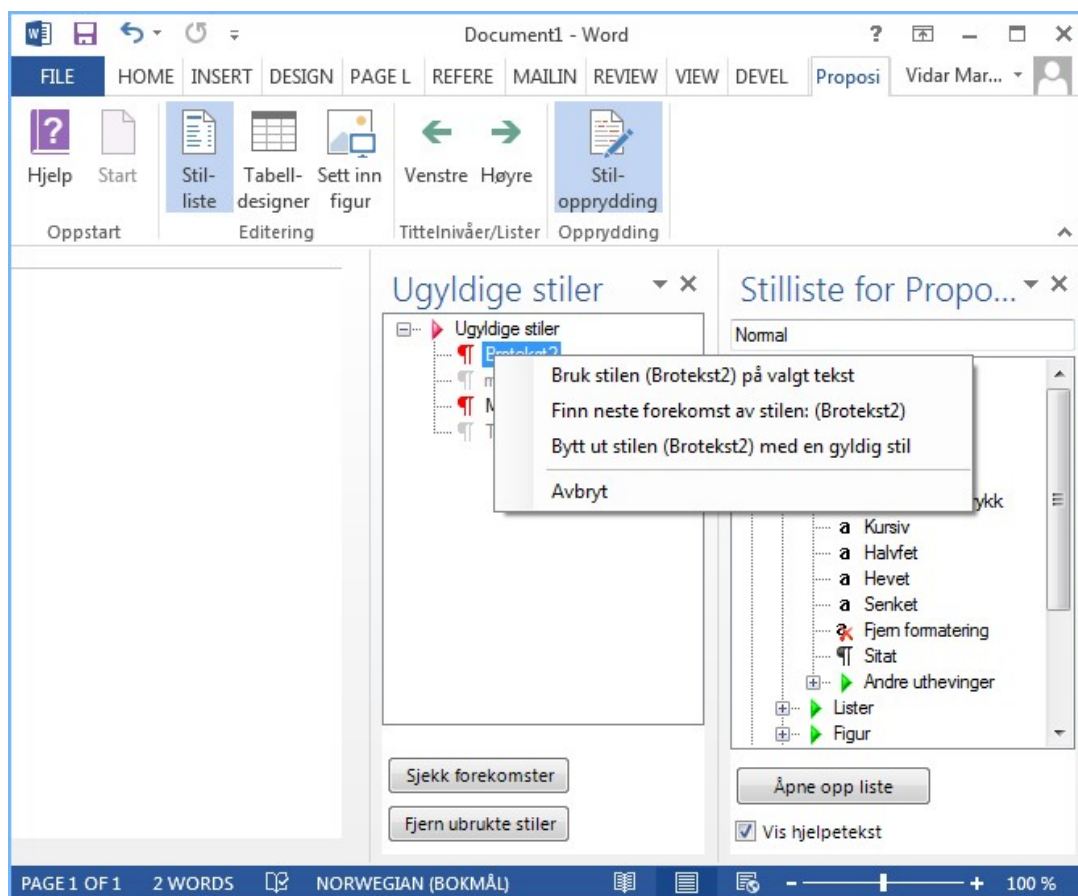 Document1 - Word
FILE HOME INSERT DESIGN PAGE L REFERE MAILIN REVIEW VIEW DEVEL Proposi Vidar Mar...
Hjelp Start Stil- Tabell- Sett inn Venstre Høyre Stil-
liste designer figur opprydding
Oppstart Editering Tittelnivåer/Lister Opprydding
Ugyldige stiler
Stilliste for Propo...
Ugyldige stiler
Normal
Brotekst2
Bruk stilen (Brotekst2) på valgt tekst
Finn neste forekomst av stilen: (Brotekst2)
Bytt ut stilen (Brotekst2) med en gyldig stil
Avbryt
ykk
a Kursiv
a Halvfet
a Hevet
a Senket
Fjern formatering
¶ Sitat
Andre uthevinger
Lister
Figur
Sjekk forekomster
Fjern ubrukte stiler
Åpne opp liste
Vis hjelpetekst
PAGE 1 OF 1 2 WORDS NORWEGIAN (BOKMÅL) 100 %